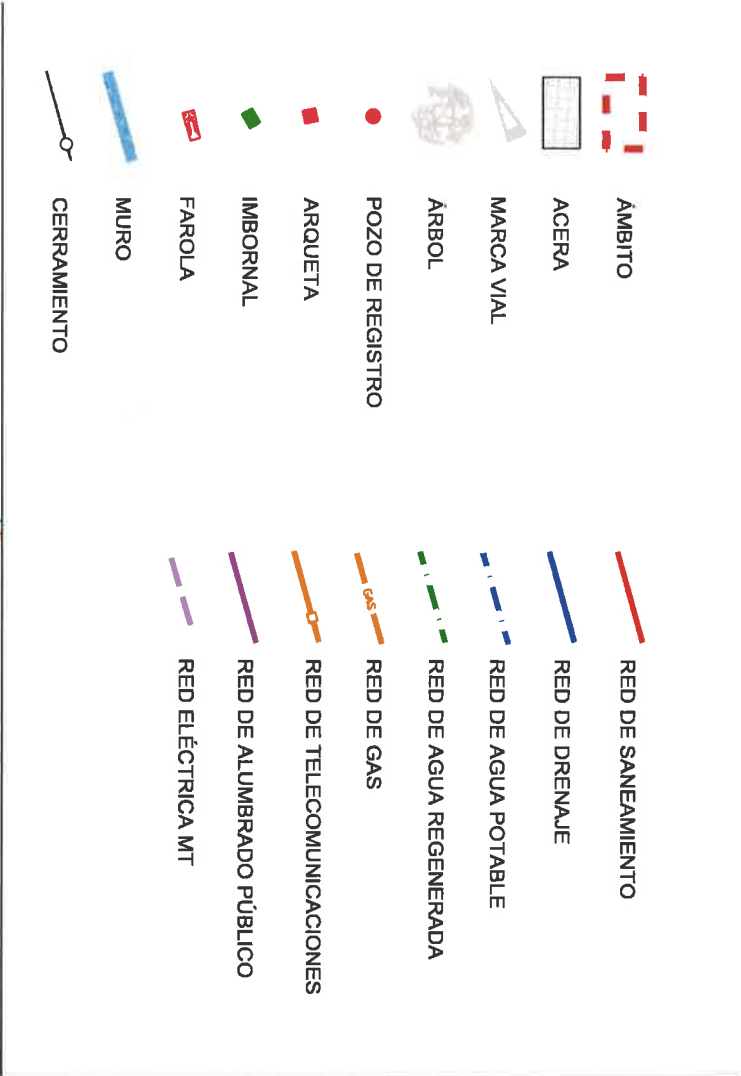 ÁMBITO
ACERA
MARCA VIAL
ÁRBOL
POZO DE REGISTRO
ARQUETA
IMBORNAL
FAROLA
MURO
CERRAMIENTO
RED DE SANEAMIENTO
RED DE DRENAJE
RED DE AGUA POTABLE
RED DE AGUA REGENERADA
GAS RED DE GAS
RED DE TELECOMUNICACIONES
RED DE ALUMBRADO PÚBLICO
RED ELÉCTRICA MT